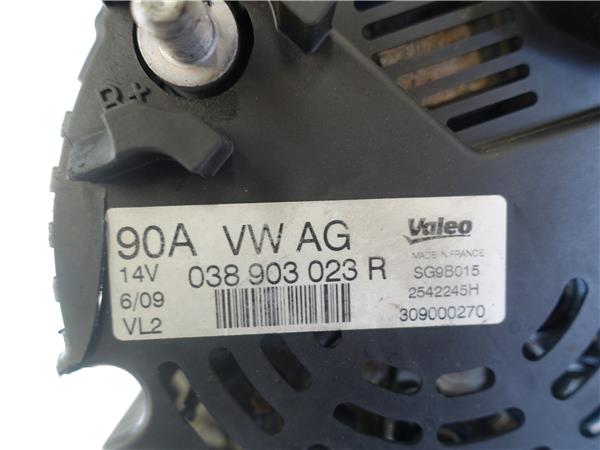 B+
90A VW AG
14V 038 903 023 R
6/09
VL2
Valeo
MADE IN FRANCE
SG9B015
2542245H
309000270